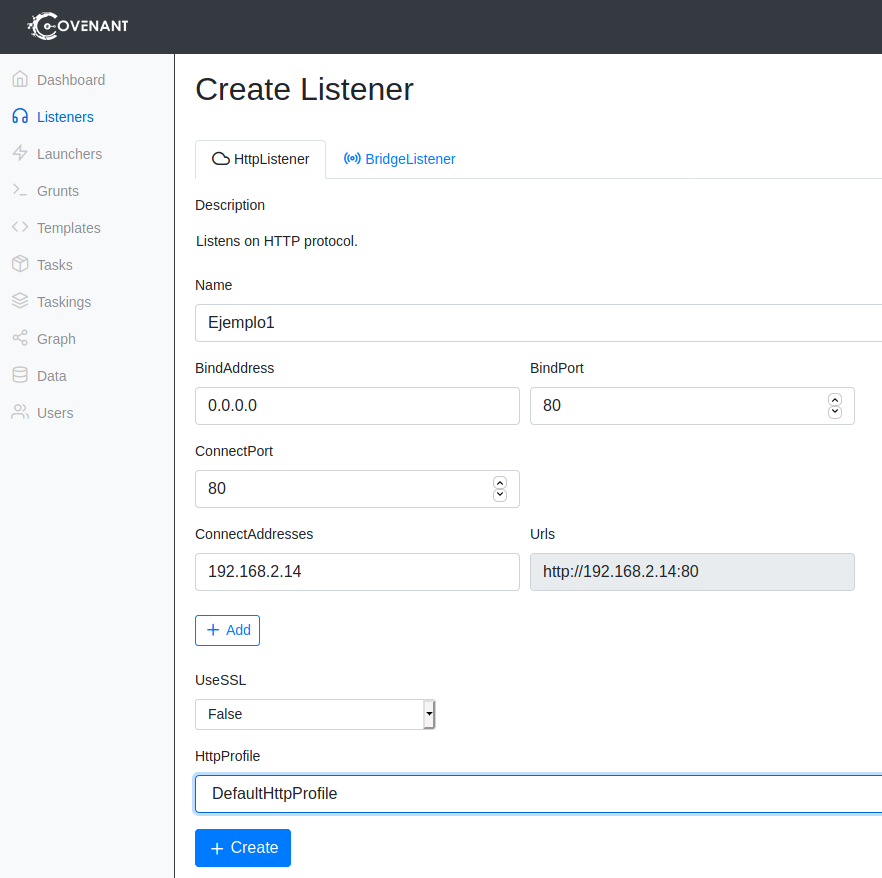 COVENANT
Dashboard
Listeners
Launchers
Grunts
Templates
Tasks
Taskings
Graph
Data
Users
Create Listener
HttpListener BridgeListener
Description
Listens on HTTP protocol.
Name
Ejemplo1
BindAddress BindPort
0.0.0.0 80
ConnectPort
80
ConnectAddresses Urls
192.168.2.14 http://192.168.2.14:80
+ Add
UseSSL
False
HttpProfile
DefaultHttpProfile
+ Create